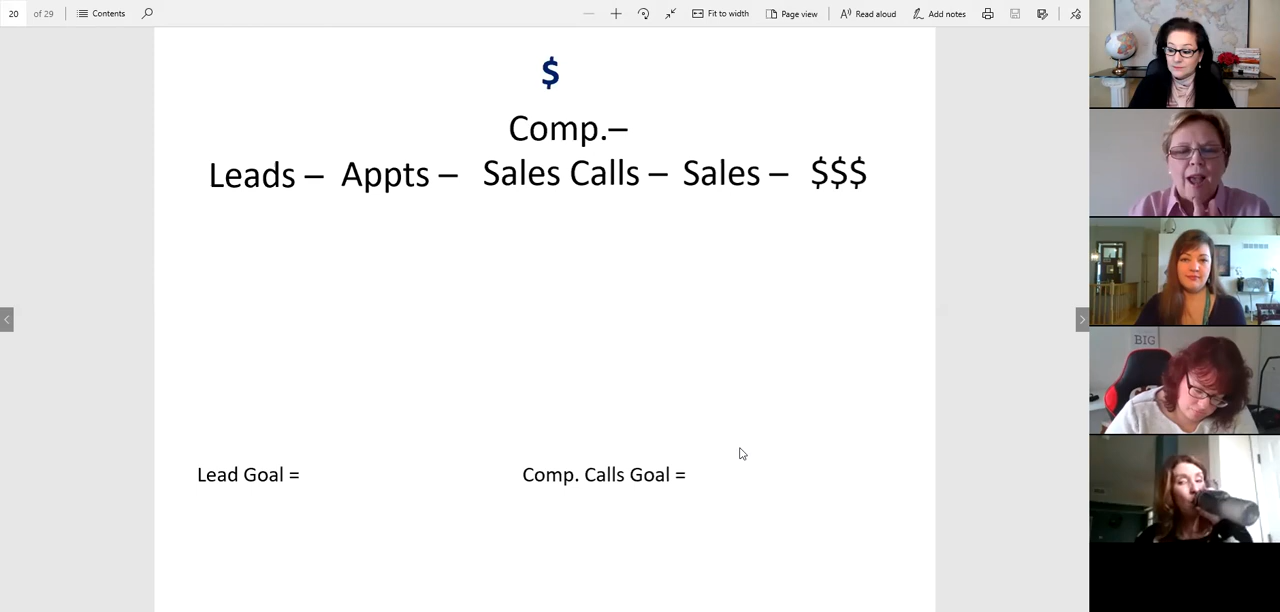 20 of 29 Contents Fit to width Page view Read aloud Add notes
$
Comp.–
Leads – Appts – Sales Calls – Sales – $$$
Lead Goal = Comp. Calls Goal =
BIG